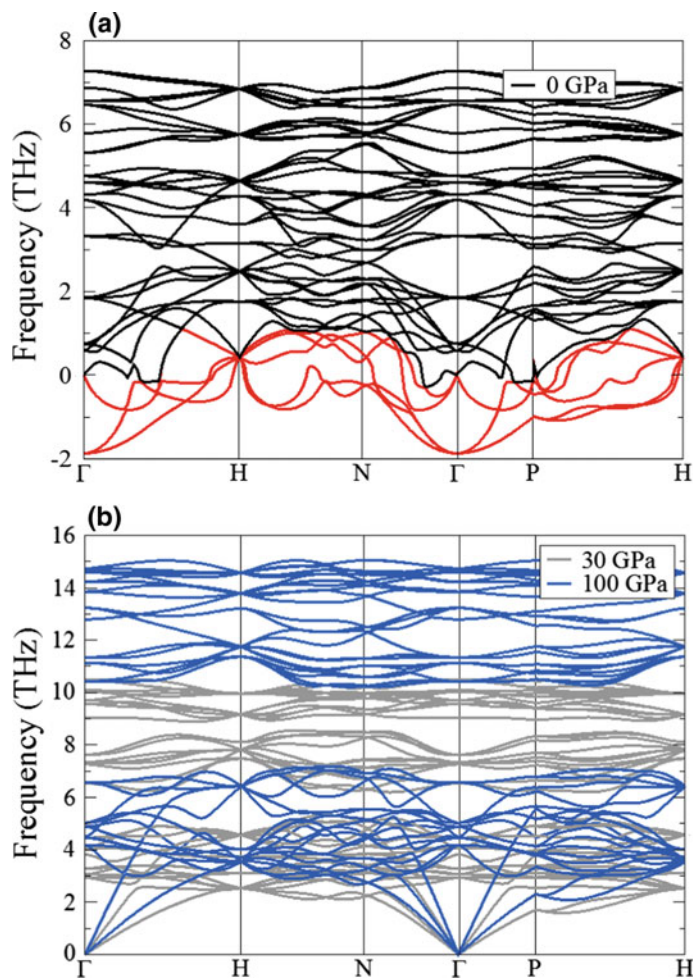 (a)
8
6
4
2
0
-2
Frequency (THz)
0 GPa
Γ H N Γ P H
(b)
16
14
12
10
8
6
4
2
0
Frequency (THz)
30 GPa
100 GPa
Γ H N Γ P H